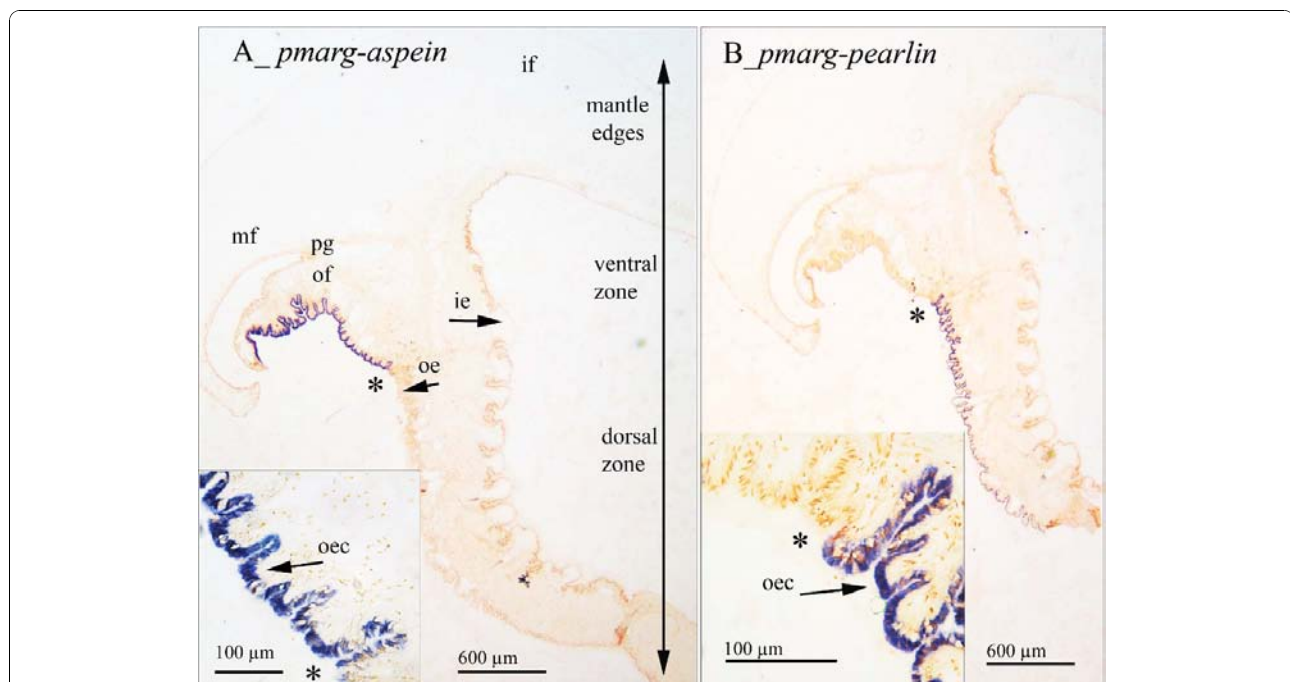 A_ pmarg-aspein
if
mantle
edges
mf
pg
of
ventral
zone
ie
oe
*
dorsal
zone
oec
100 µm
*
600 µm
B_pmarg-pearlin
*
*
oec
100 µm
600 µm